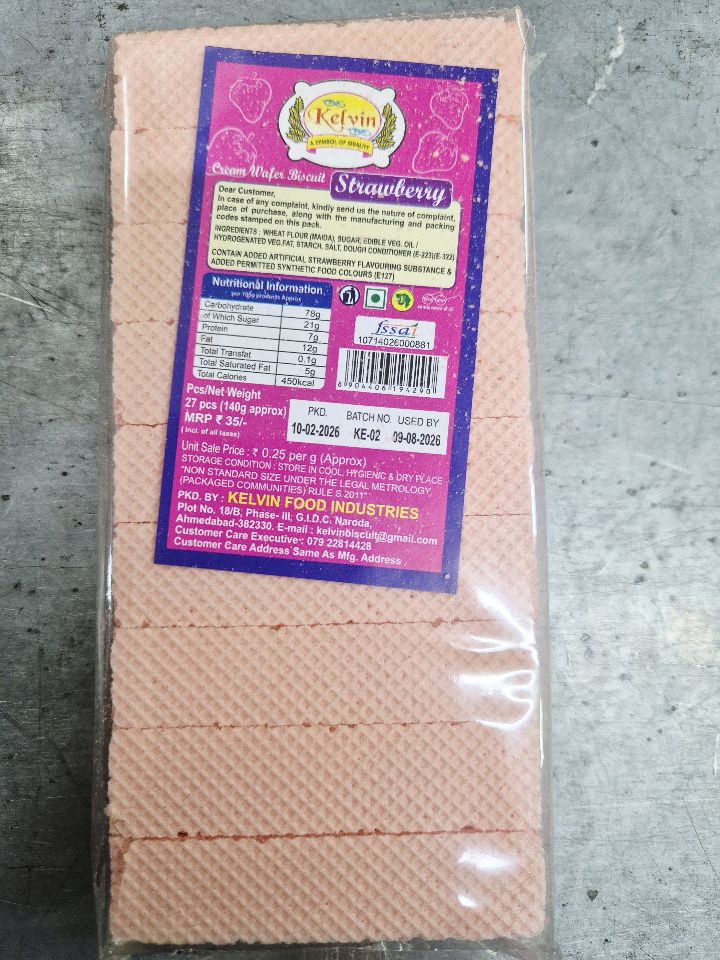 Kelvin
A SYMBOL OF QUALITY
Cream Wafer Biscuit
Strawberry
Dear Customer,
In case of any complaint, kindly send us the nature of complaint,
place of purchase, along with the manufacturing and packing
codes stamped on this pack.
INGREDIENTS : WHEAT FLOUR (MAIDA), SUGAR, EDIBLE VEG. OIL /
HYDROGENATED VEG.FAT, STARCH, SALT, DOUGH CONDITIONER (E-223)(E-322)
CONTAIN ADDED ARTIFICIAL STRAWBERRY FLAVOURING SUBSTANCE &
ADDED PERMITTED SYNTHETIC FOOD COLOURS (E127)
Nutritional Information
per 100g products Approx
Carbohydrate 78g
of Which Sugar 21g
Protein 7g
Fat 12g
Total Transfat 0.1g
Total Saturated Fat 5g
Total Calories 450kcal
fssai
10714026000881
8 904406 194290
Pcs/Net Weight
27 pcs (140g approx)
MRP ₹ 35/-
(Incl. of all taxes)
PKD. BATCH NO. USED BY
10-02-2026 KE-02 09-08-2026
Unit Sale Price : ₹ 0.25 per g (Approx)
STORAGE CONDITION : STORE IN COOL, HYGIENIC & DRY PLACE
"NON STANDARD SIZE UNDER THE LEGAL METROLOGY,
(PACKAGED COMMUNITIES) RULE S 2011"
PKD. BY : KELVIN FOOD INDUSTRIES
Plot No. 18/B, Phase- III, G.I.D.C. Naroda,
Ahmedabad-382330. E-mail : kelvinbiscuit@gmail.com
Customer Care Executive : 079 22814428
Customer Care Address Same As Mfg. Address